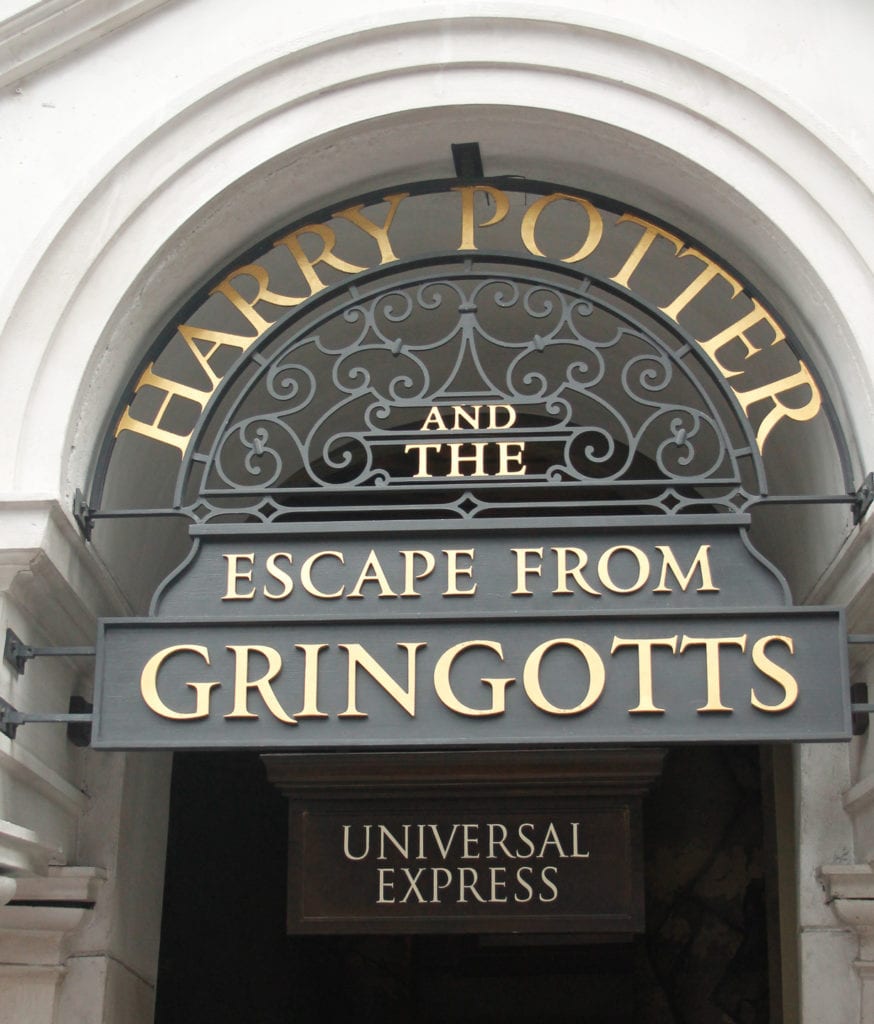 HARRY POTTER
AND
THE
ESCAPE FROM
GRINGOTTS
UNIVERSAL
EXPRESS